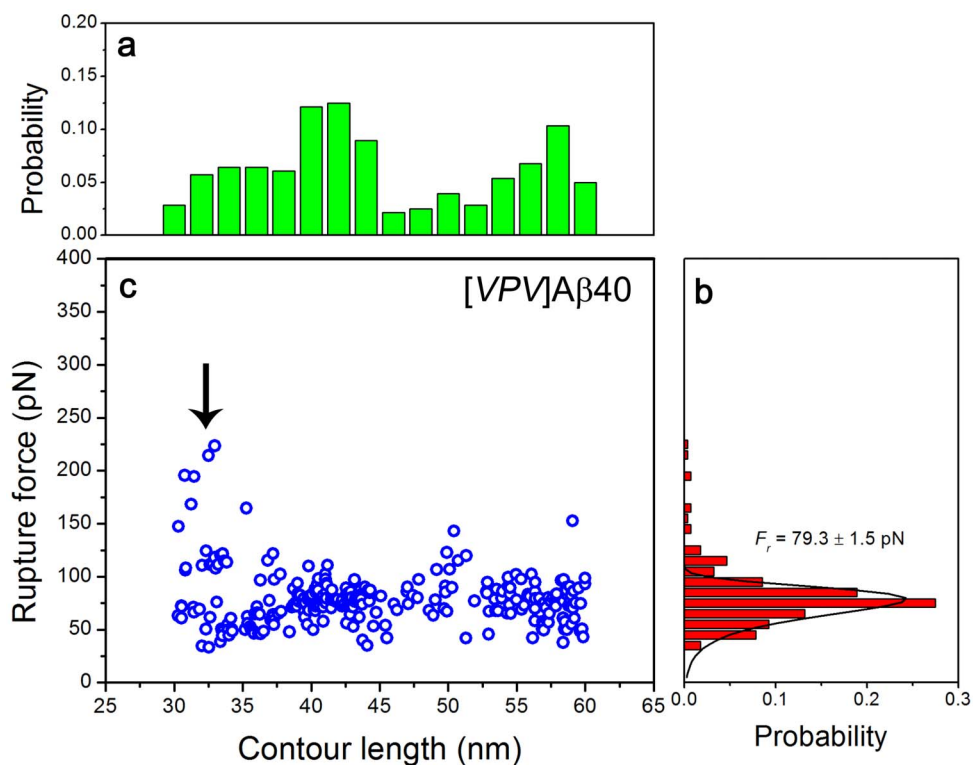 a
0.20
0.15
0.10
0.05
0.00
Probability
c
[VPV]Aβ40
400
350
300
250
200
150
100
50
0
Rupture force (pN)
25 30 35 40 45 50 55 60 65
Contour length (nm)
b
Fr = 79.3 ± 1.5 pN
0.0 0.1 0.2 0.3
Probability